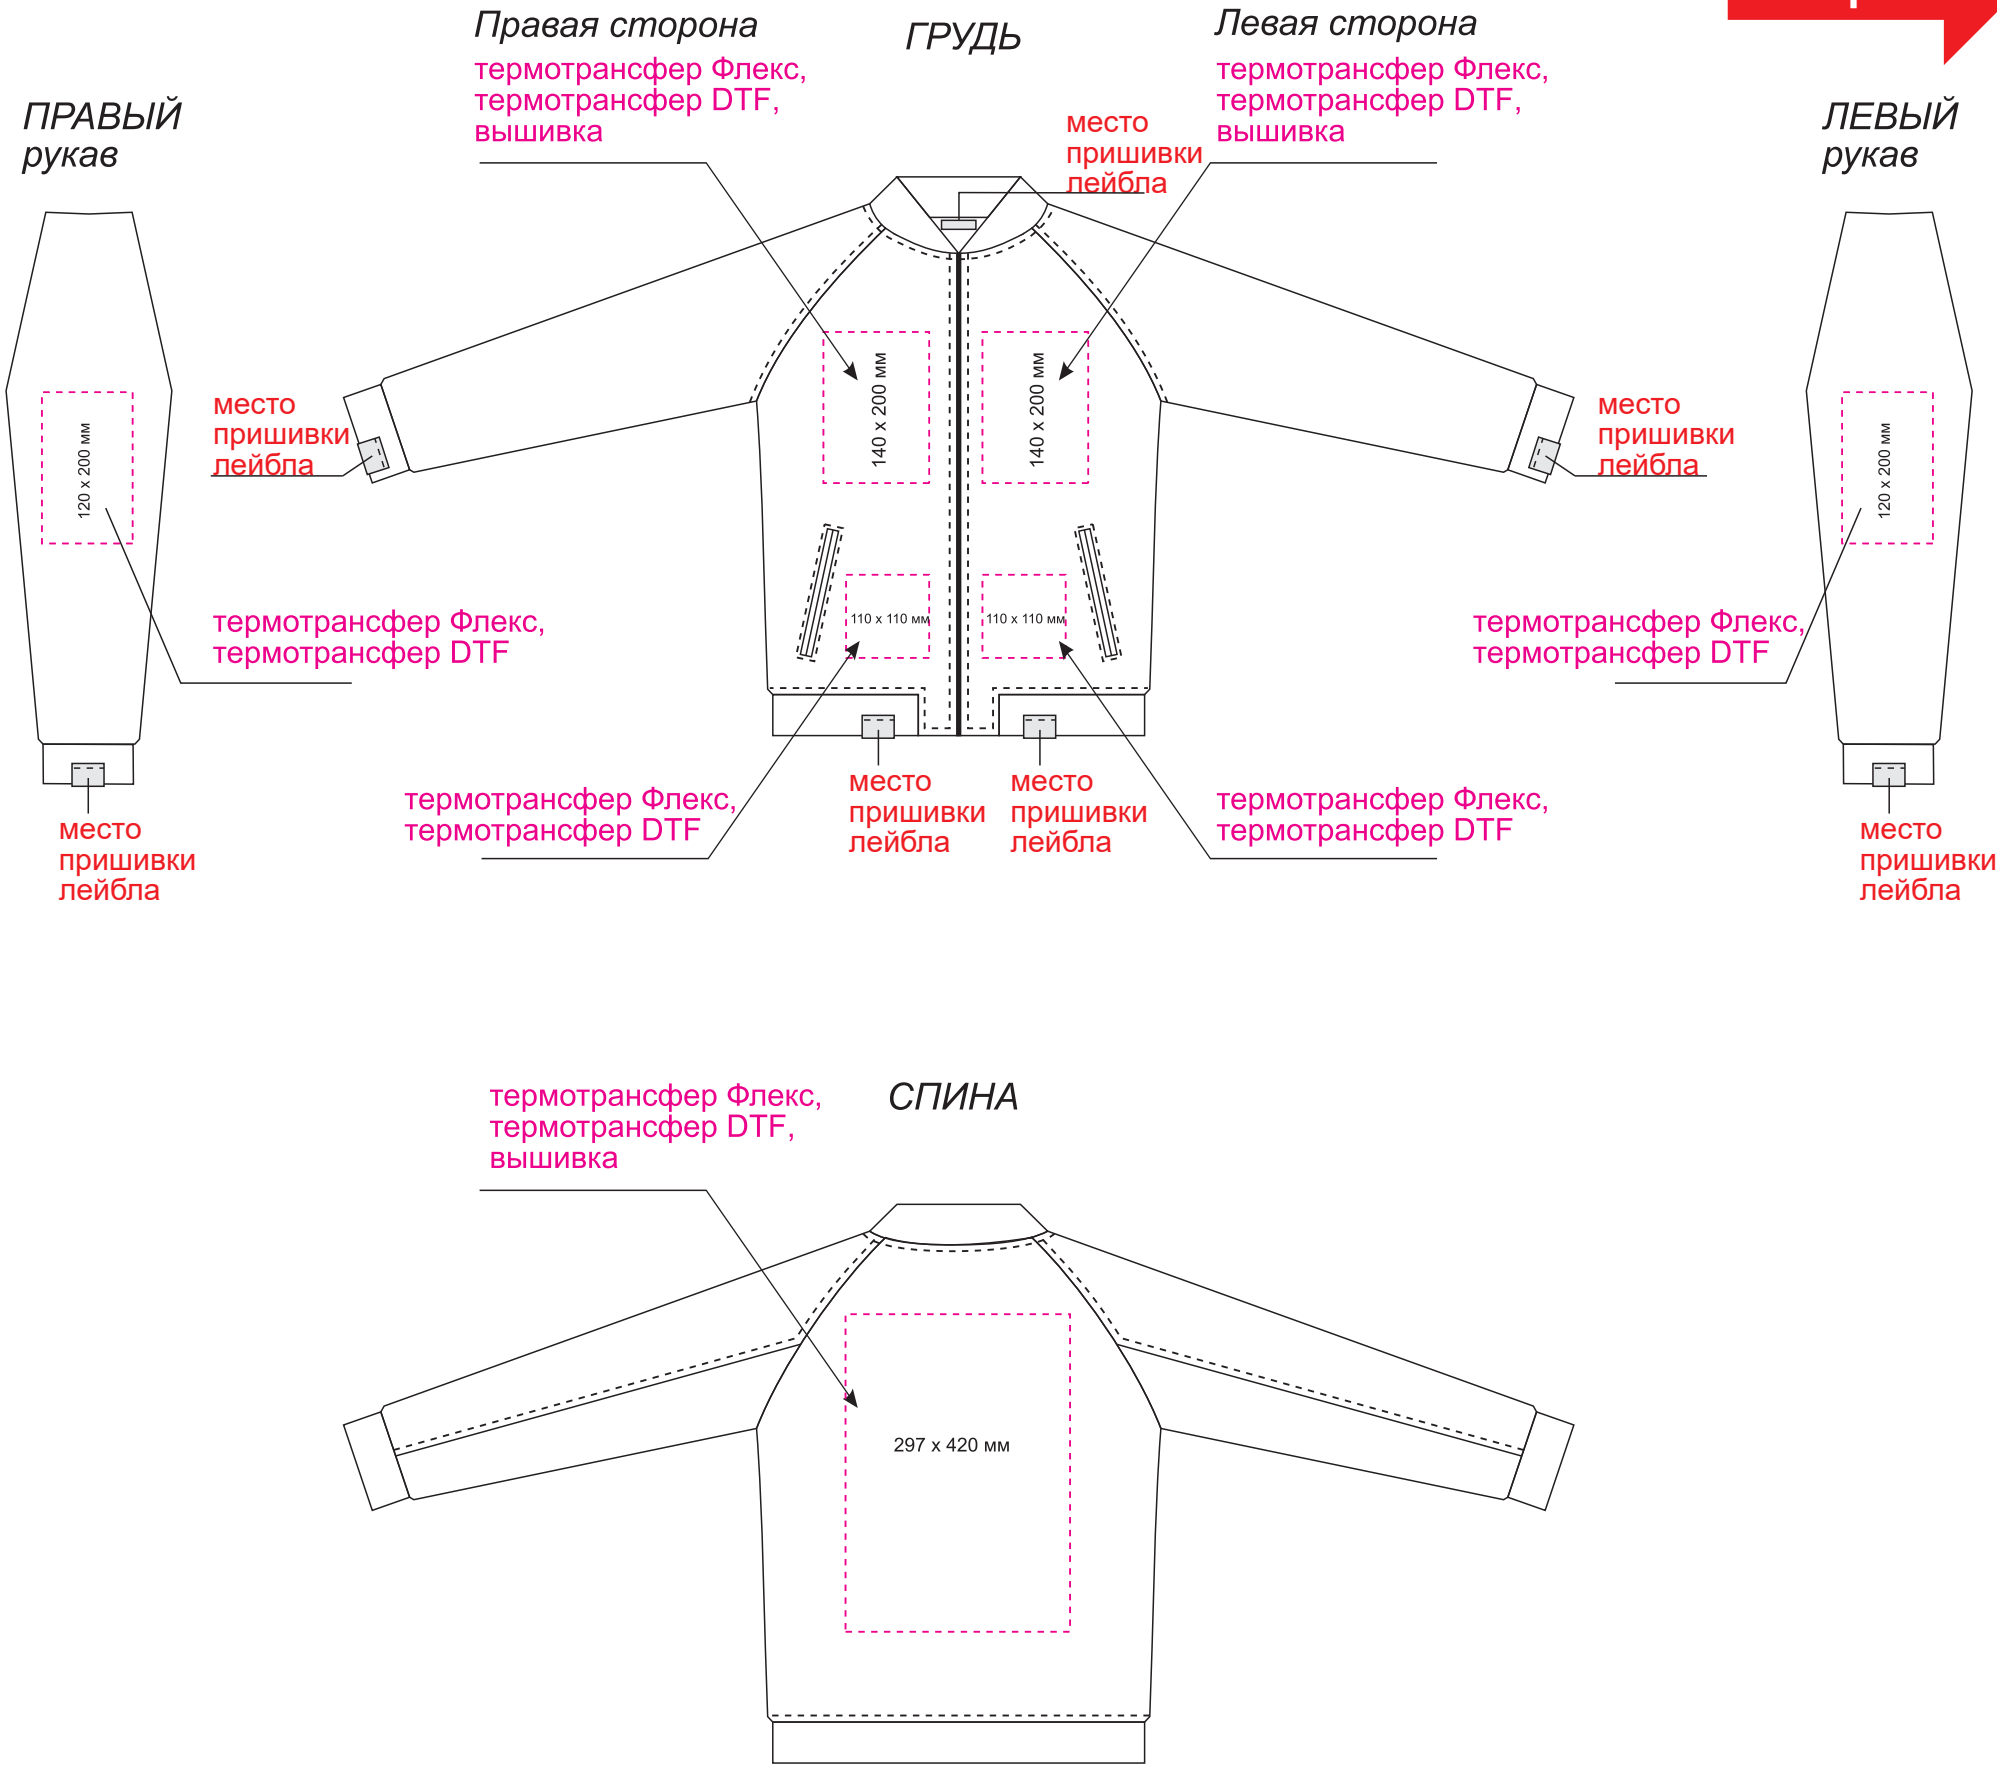 Правая сторона
ГРУДЬ
Левая сторона
термотрансфер Флекс,
термотрансфер DTF,
вышивка
термотрансфер Флекс,
термотрансфер DTF,
вышивка
ПРАВЫЙ
рукав
место
пришивки
лейбла
ЛЕВЫЙ
рукав
140 x 200 мм
140 x 200 мм
место
пришивки
лейбла
место
пришивки
лейбла
120 x 200 мм
120 x 200 мм
термотрансфер Флекс,
термотрансфер DTF
110 x 110 мм
110 x 110 мм
термотрансфер Флекс,
термотрансфер DTF
термотрансфер Флекс,
термотрансфер DTF
место
пришивки
лейбла
место
пришивки
лейбла
термотрансфер Флекс,
термотрансфер DTF
место
пришивки
лейбла
место
пришивки
лейбла
термотрансфер Флекс,
термотрансфер DTF,
вышивка
СПИНА
297 x 420 мм